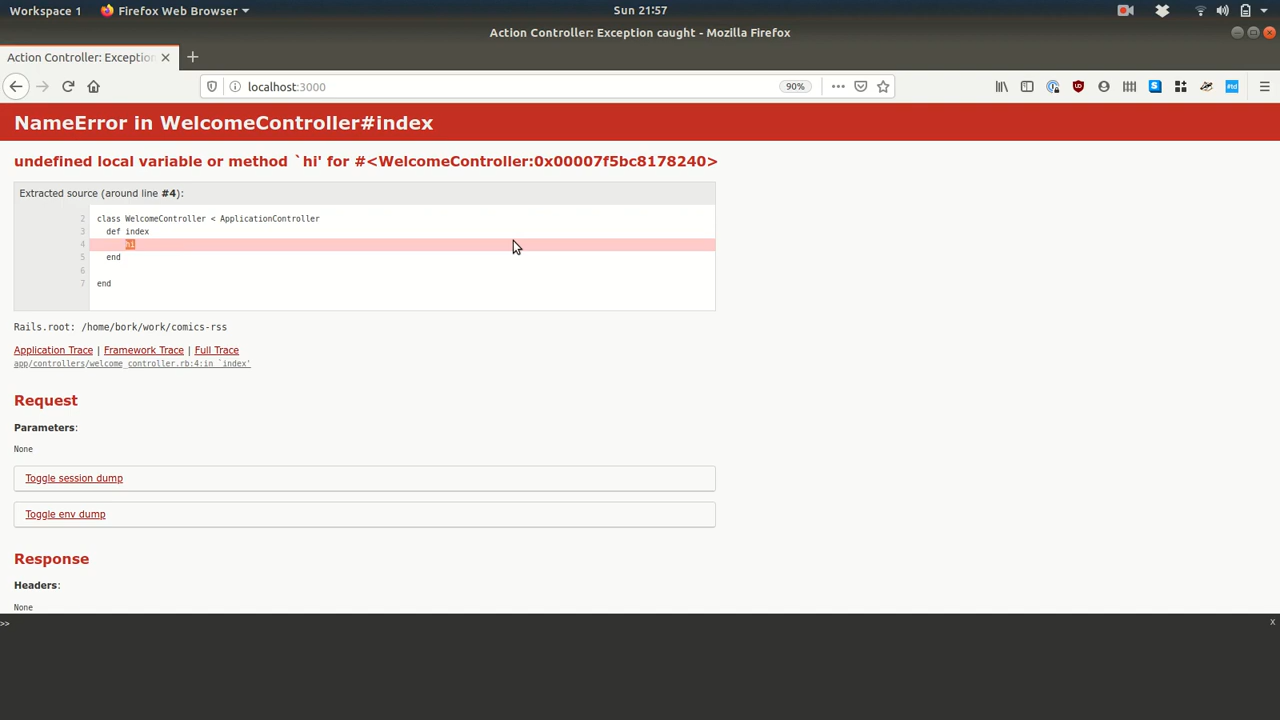 Workspace 1 Firefox Web Browser Sun 21:57
Action Controller: Exception caught - Mozilla Firefox
Action Controller: Exception
localhost:3000 90%
NameError in WelcomeController#index
undefined local variable or method `hi' for #<WelcomeController:0x00007f5bc8178240>
Extracted source (around line #4):
2 class WelcomeController < ApplicationController
3 def index
4 hi
5 end
6
7 end
Rails.root: /home/bork/work/comics-rss
Application Trace | Framework Trace | Full Trace
app/controllers/welcome_controller.rb:4:in `index'
Request
Parameters:
None
Toggle session dump
Toggle env dump
Response
Headers:
None
>> x